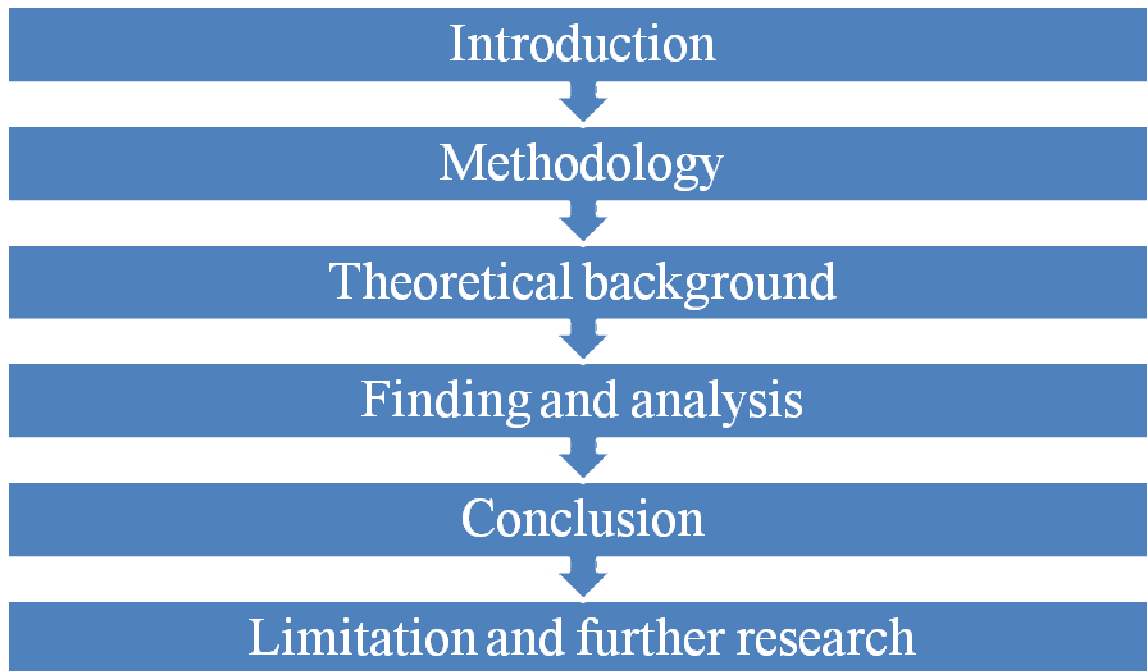 Introduction
Methodology
Theoretical background
Finding and analysis
Conclusion
Limitation and further research